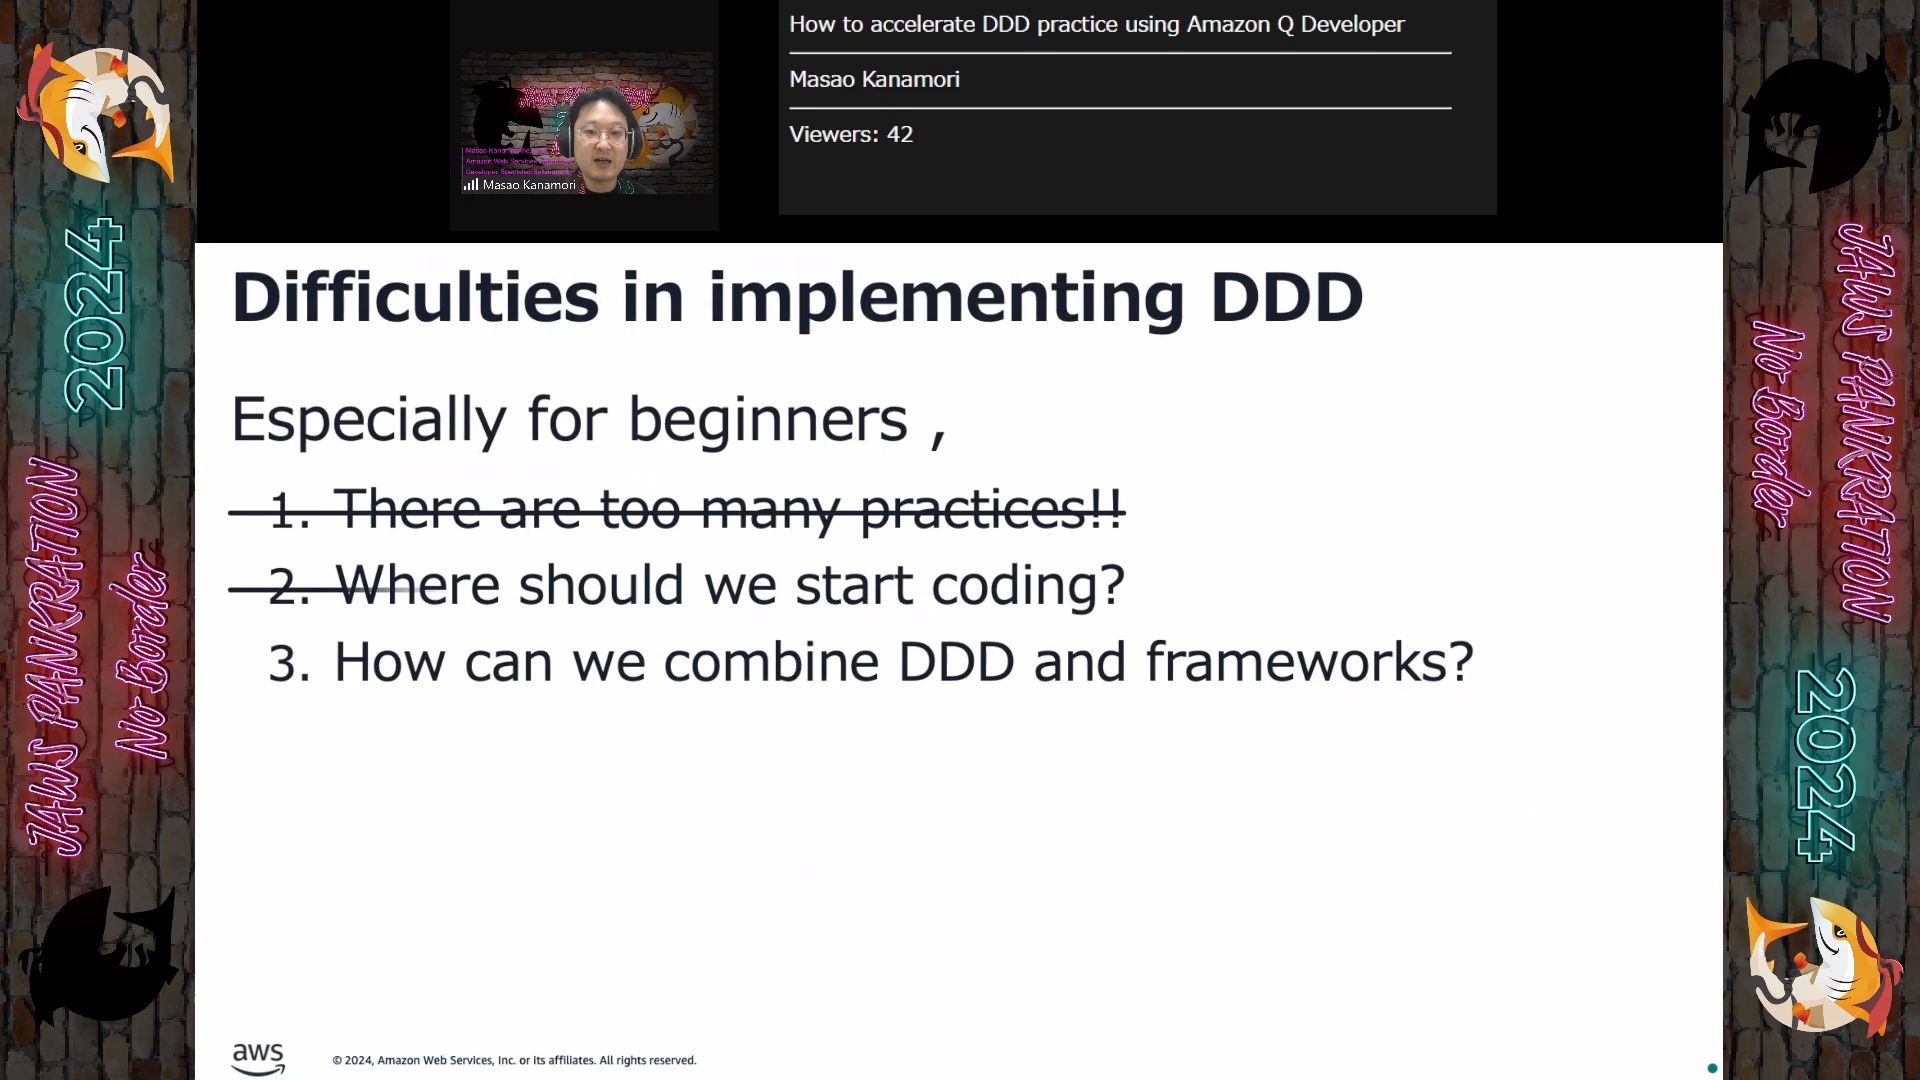 How to accelerate DDD practice using Amazon Q Developer
Masao Kanamori
Viewers: 42
Masao Kanamori
Difficulties in implementing DDD
Especially for beginners ,
1. There are too many practices!!
2. Where should we start coding?
3. How can we combine DDD and frameworks?
aws
© 2024, Amazon Web Services, Inc. or its affiliates. All rights reserved.
2024
JAWS PANKRATION
No Border
JAWS PANKRATION
No Border
2024